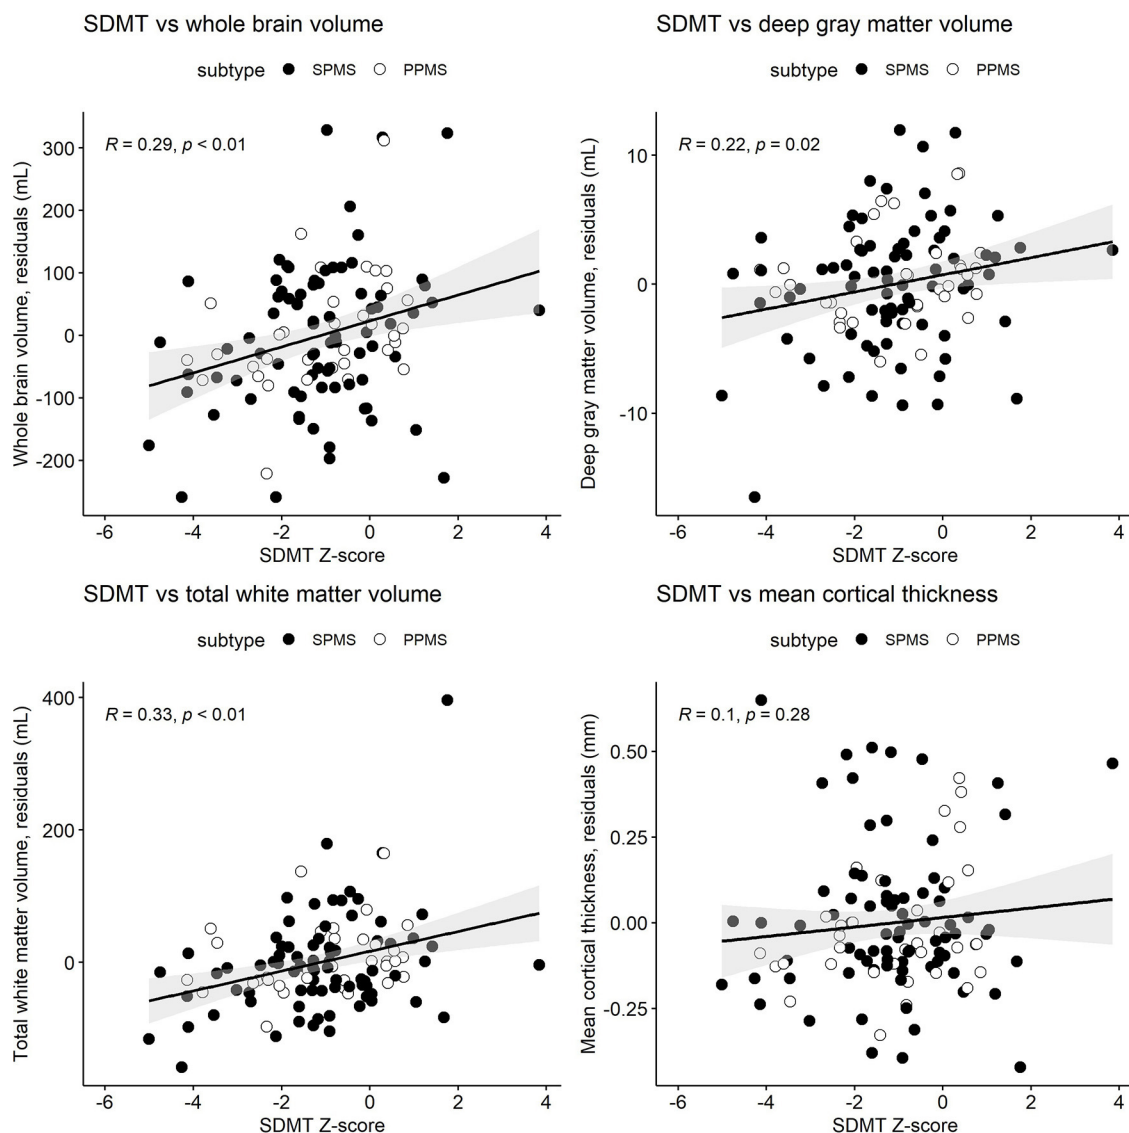 SDMT vs whole brain volume
subtype SPMS PPMS
R = 0.29, p < 0.01
Whole brain volume, residuals (mL)
300
200
100
0
-100
-200
-6 -4 -2 0 2 4
SDMT Z-score
SDMT vs deep gray matter volume
subtype SPMS PPMS
R = 0.22, p = 0.02
Deep gray matter volume, residuals (mL)
10
0
-10
-6 -4 -2 0 2 4
SDMT Z-score
SDMT vs total white matter volume
subtype SPMS PPMS
R = 0.33, p < 0.01
Total white matter volume, residuals (mL)
400
200
0
-6 -4 -2 0 2 4
SDMT Z-score
SDMT vs mean cortical thickness
subtype SPMS PPMS
R = 0.1, p = 0.28
Mean cortical thickness, residuals (mm)
0.50
0.25
0.00
-0.25
-6 -4 -2 0 2 4
SDMT Z-score